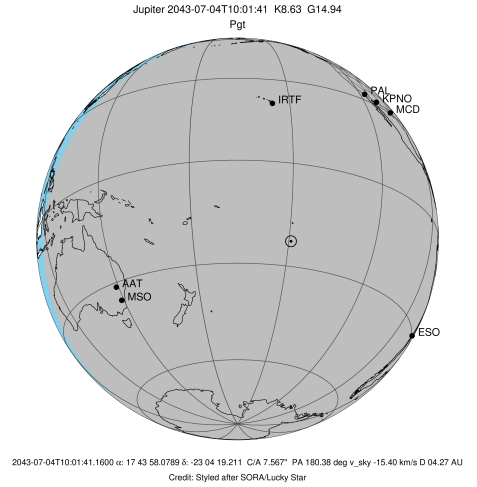 Jupiter 2043-07-04T10:01:41 K8.63 G14.94
Pgt
PAL
KPNO
MCD
IRTF
AAT
MSO
ESO
2043-07-04T10:01:41.1600 α: 17 43 58.0789 δ: -23 04 19.211 C/A 7.567" PA 180.38 deg v_sky -15.40 km/s D 04.27 AU
Credit: Styled after SORA/Lucky Star